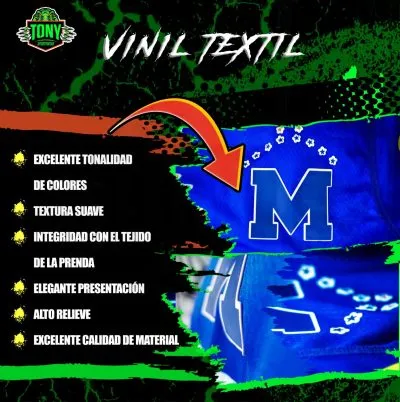 TONY
VINIL TEXTIL
EXCELENTE TONALIDAD
DE COLORES
TEXTURA SUAVE
INTEGRIDAD CON EL TEJIDO
DE LA PRENDA
ELEGANTE PRESENTACIÓN
ALTO RELIEVE
EXCELENTE CALIDAD DE MATERIAL
M